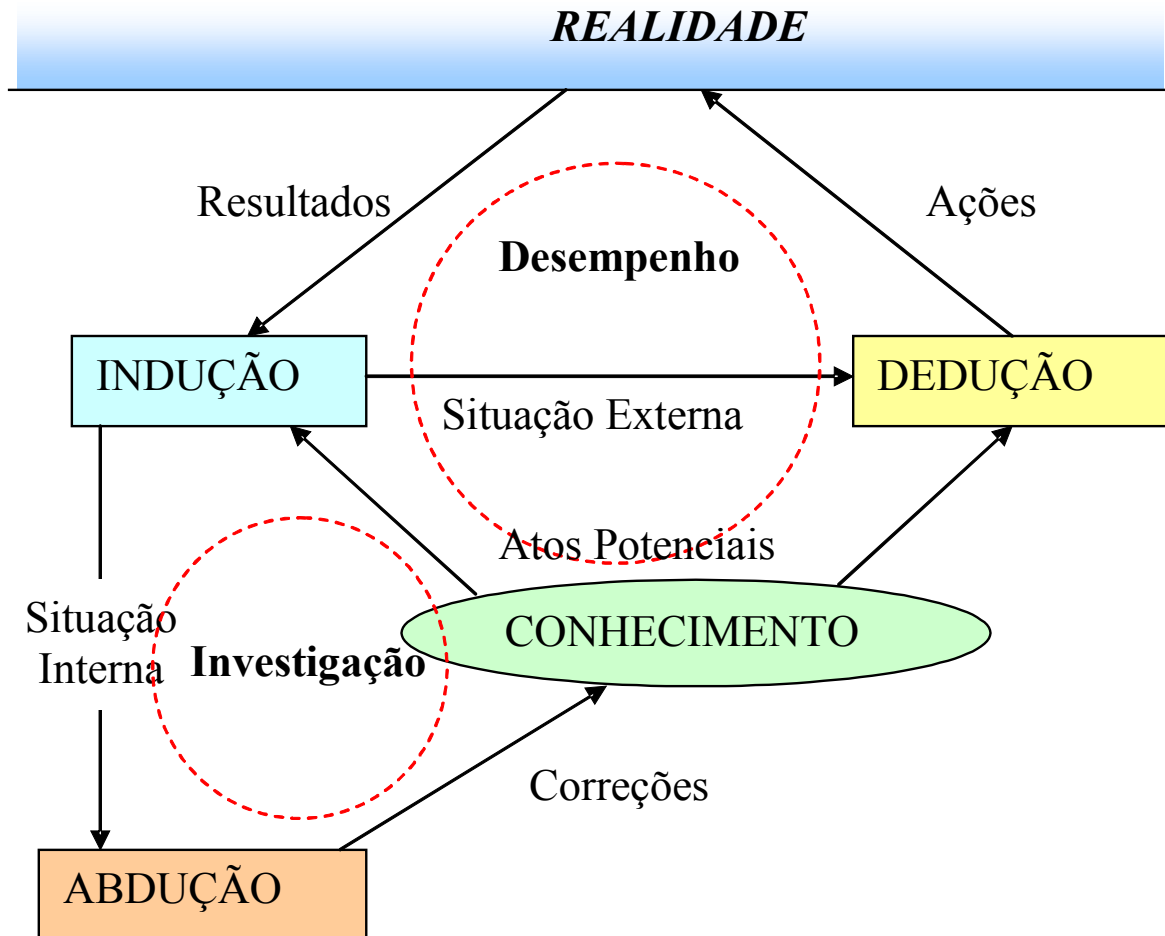 REALIDADE
Resultados
Ações
Desempenho
INDUÇÃO
DEDUÇÃO
Situação Externa
Atos Potenciais
Situação
Interna
Investigação
CONHECIMENTO
Correções
ABDUÇÃO